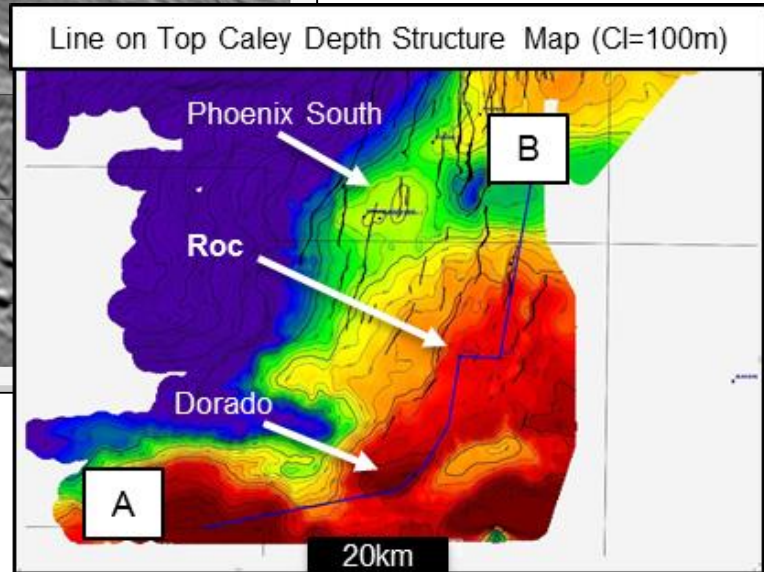 Line on Top Caley Depth Structure Map (CI=100m)
Phoenix South
B
Roc
Dorado
A
20km